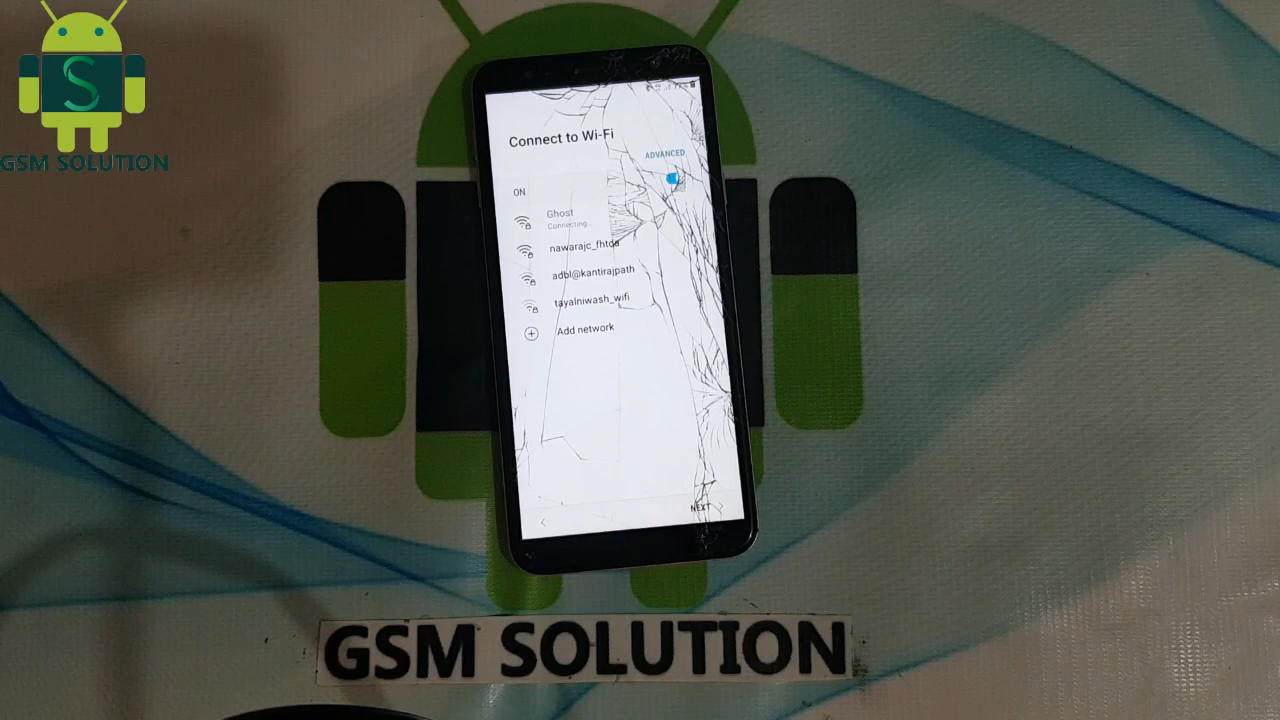 S
GSM SOLUTION
Connect to Wi-Fi
ADVANCED
ON
Ghost
Connecting...
nawarajc_fhtda
adbl@kantirajpath
tayalniwash_wifi
Add network
NEXT
GSM SOLUTION